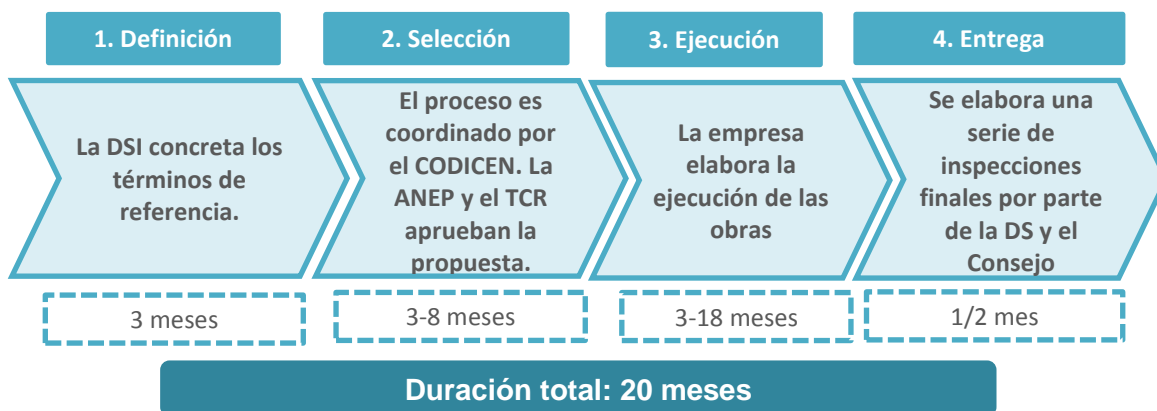 1. Definición
La DSI concreta los
términos de
referencia.
3 meses
2. Selección
El proceso es
coordinado por
el CODICEN. La
ANEP y el TCR
aprueban la
propuesta.
3-8 meses
3. Ejecución
La empresa
elabora la
ejecución de las
obras
3-18 meses
4. Entrega
Se elabora una
serie de
inspecciones
finales por parte
de la DS y el
Consejo
1/2 mes
Duración total: 20 meses